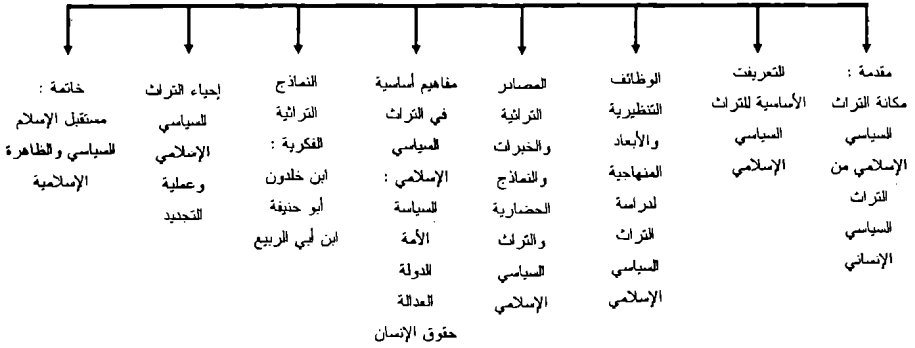 مقدمة :
مكانة التراث
السياسي
الإسلامي من
التراث
السياسي
الإنساني
التعريفت
الأساسية للتراث
السياسي
الإسلامي
الوظائف
التنظيرية
والأبعاد
المنهاجية
لدراسة
التراث
السياسي
الإسلامي
المصادر
التراثية
والخبرات
والنماذج
الحضارية
والتراث
السياسي
الإسلامي
مفاهيم أساسية
في التراث
السياسي
الإسلامي :
السياسة
الأمة
الدولة
العدالة
حقوق الإنسان
النماذج
التراثية
الفكرية :
ابن خلدون
أبو حنيفة
ابن أبي الربيع
إحياء التراث
السياسي
الإسلامي
وعملية
التجديد
خاتمة :
مستقبل الإسلام
السياسي والظاهرة
الإسلامية